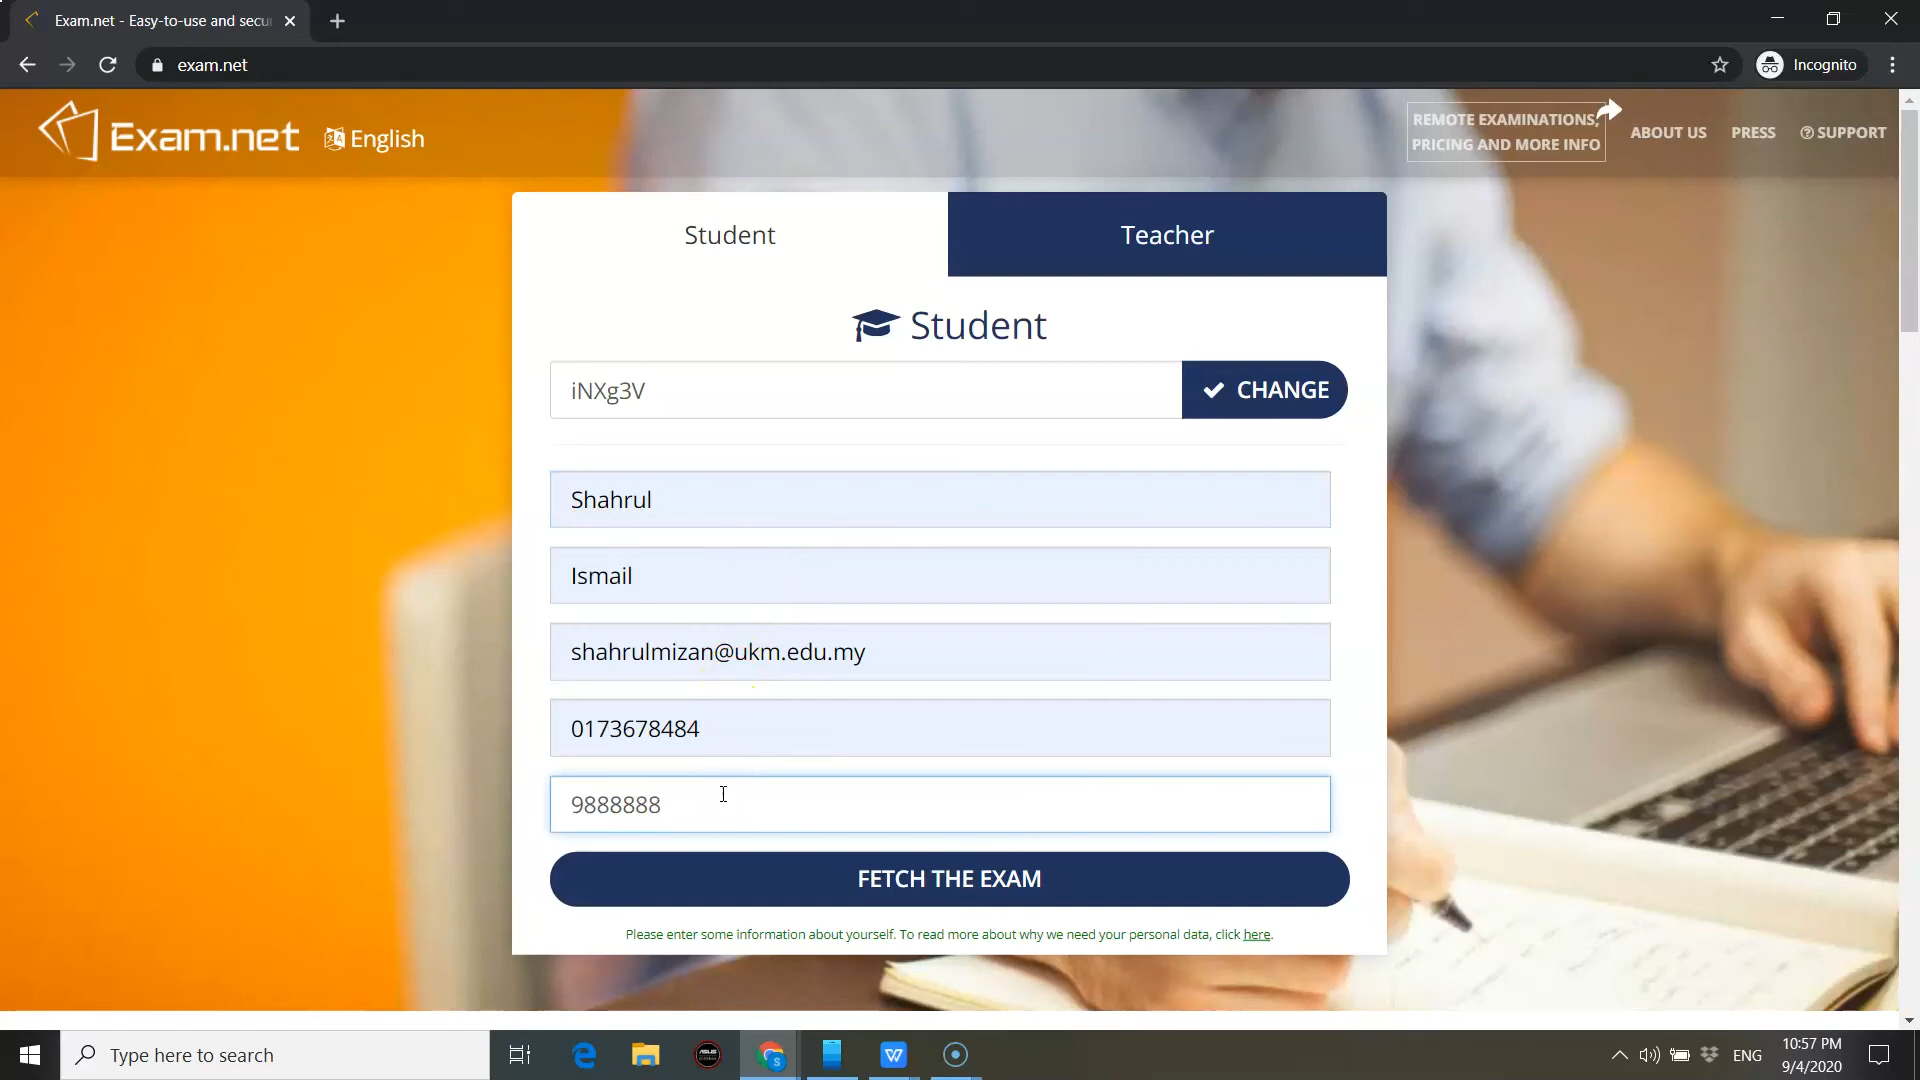 Exam.net - Easy-to-use and secu
exam.net
Incognito
Exam.net
English
REMOTE EXAMINATIONS,
PRICING AND MORE INFO
ABOUT US
PRESS
SUPPORT
Student
Teacher
Student
iNXg3V
CHANGE
Shahrul
Ismail
shahrulmizan@ukm.edu.my
0173678484
9888888
FETCH THE EXAM
Please enter some information about yourself. To read more about why we need your personal data, click here.
Type here to search
ENG
10:57 PM
9/4/2020